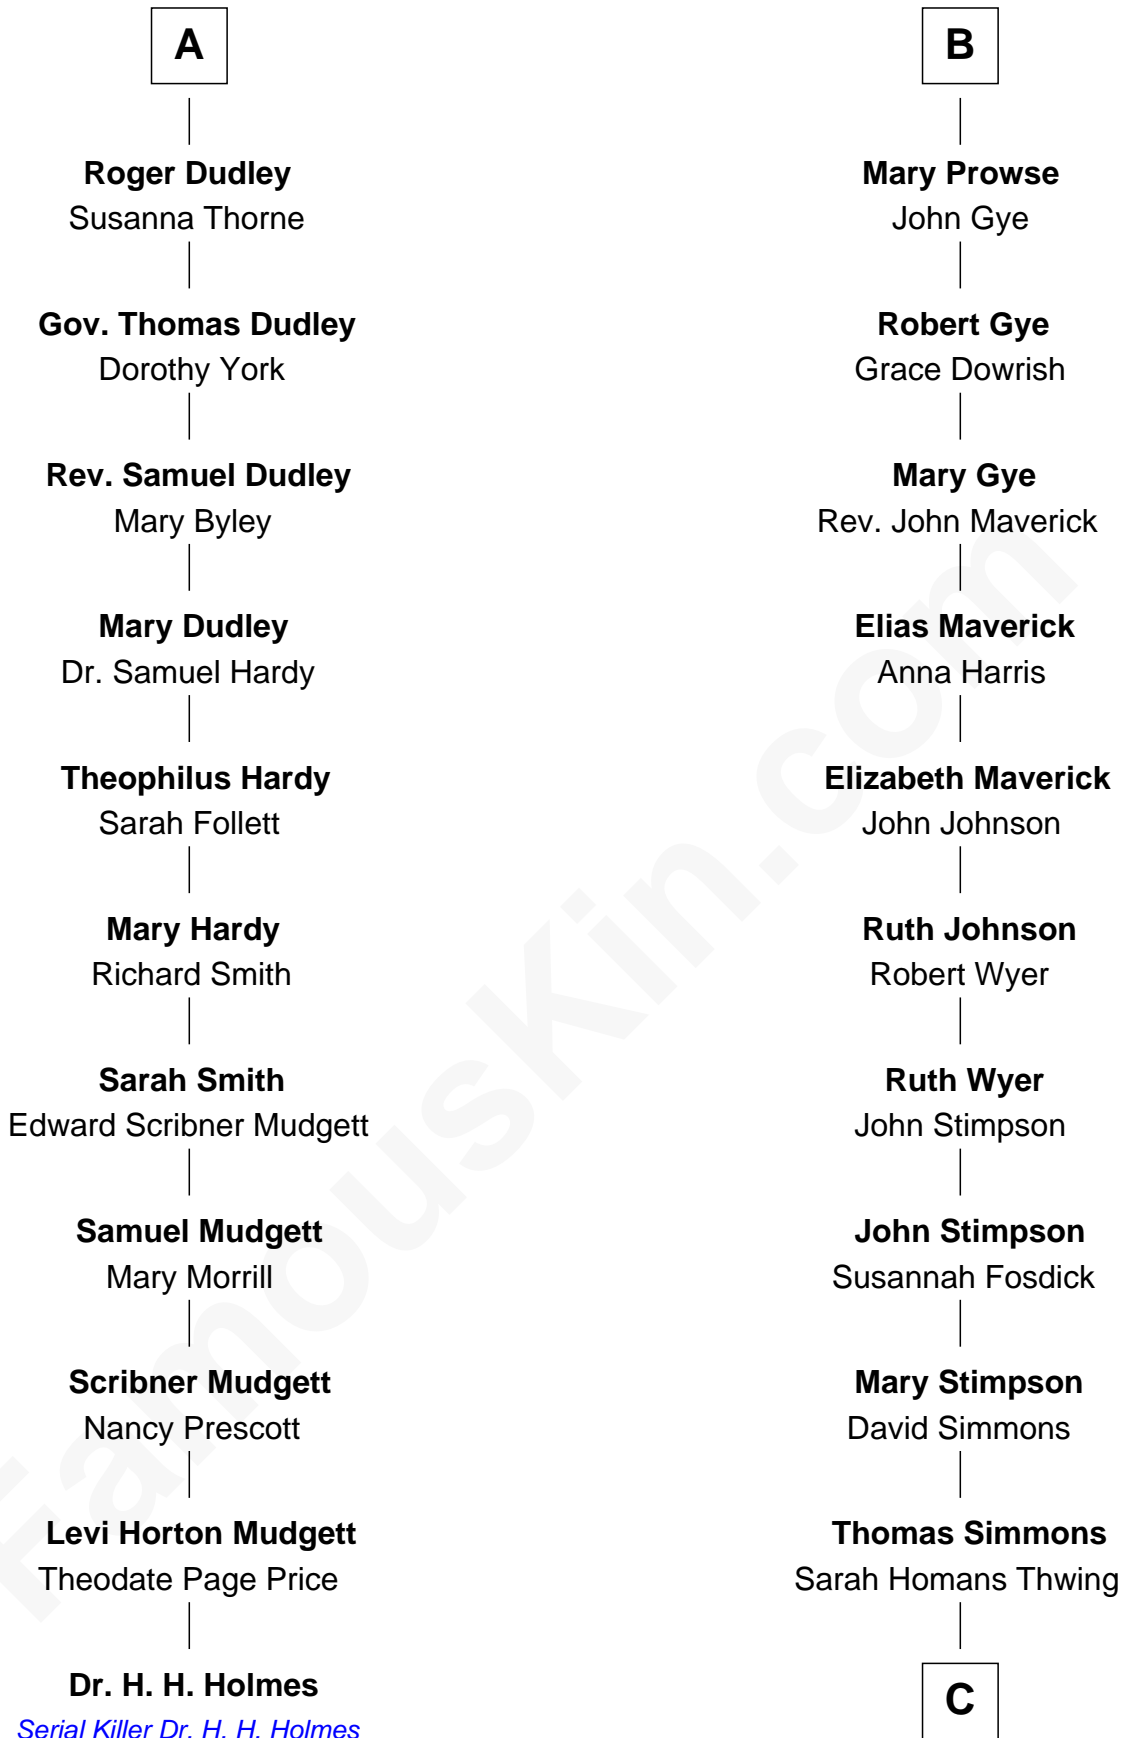 A
Roger Dudley
Susanna Thorne
Gov. Thomas Dudley
Dorothy York
Rev. Samuel Dudley
Mary Byley
Mary Dudley
Dr. Samuel Hardy
Theophilus Hardy
Sarah Follett
Mary Hardy
Richard Smith
Sarah Smith
Edward Scribner Mudgett
Samuel Mudgett
Mary Morrill
Scribner Mudgett
Nancy Prescott
Levi Horton Mudgett
Theodate Page Price
Dr. H. H. Holmes
Serial Killer Dr. H. H. Holmes
B
Mary Prowse
John Gye
Robert Gye
Grace Dowrish
Mary Gye
Rev. John Maverick
Elias Maverick
Anna Harris
Elizabeth Maverick
John Johnson
Ruth Johnson
Robert Wyer
Ruth Wyer
John Stimpson
John Stimpson
Susannah Fosdick
Mary Stimpson
David Simmons
Thomas Simmons
Sarah Homans Thwing
C
FamousKin.com